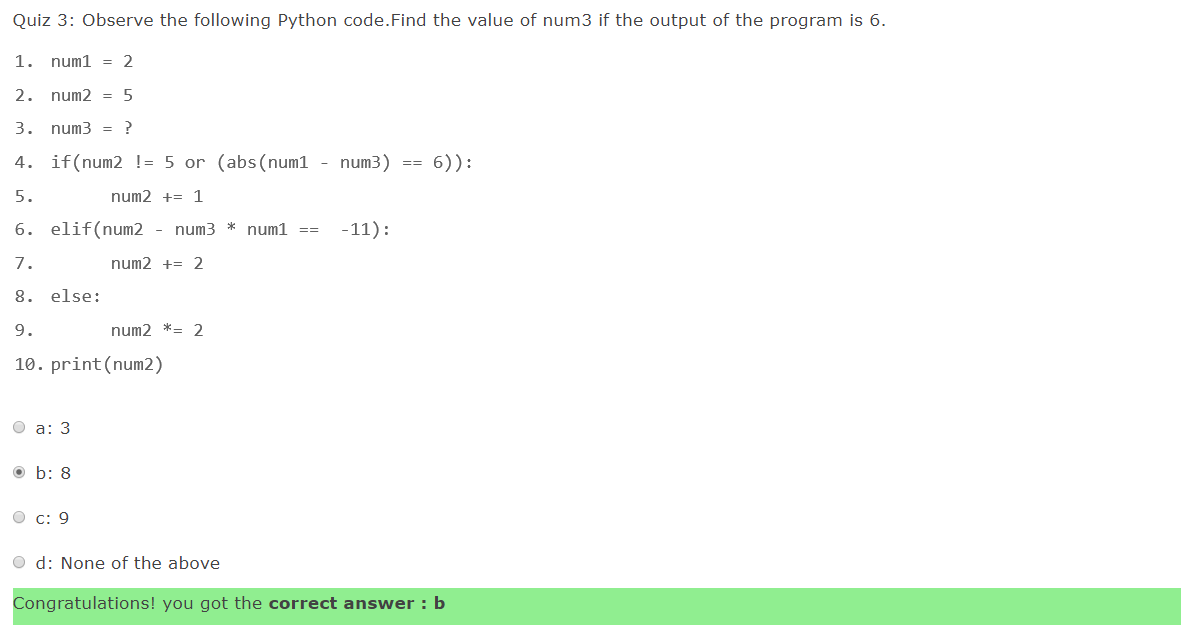 Quiz 3: Observe the following Python code.Find the value of num3 if the output of the program is 6.
1. num1 = 2
2. num2 = 5
3. num3 = ?
4. if(num2 != 5 or (abs(num1 - num3) == 6)):
5. num2 += 1
6. elif(num2 - num3 * num1 == -11):
7. num2 += 2
8. else:
9. num2 *= 2
10. print(num2)
a: 3
b: 8
c: 9
d: None of the above
Congratulations! you got the correct answer : b